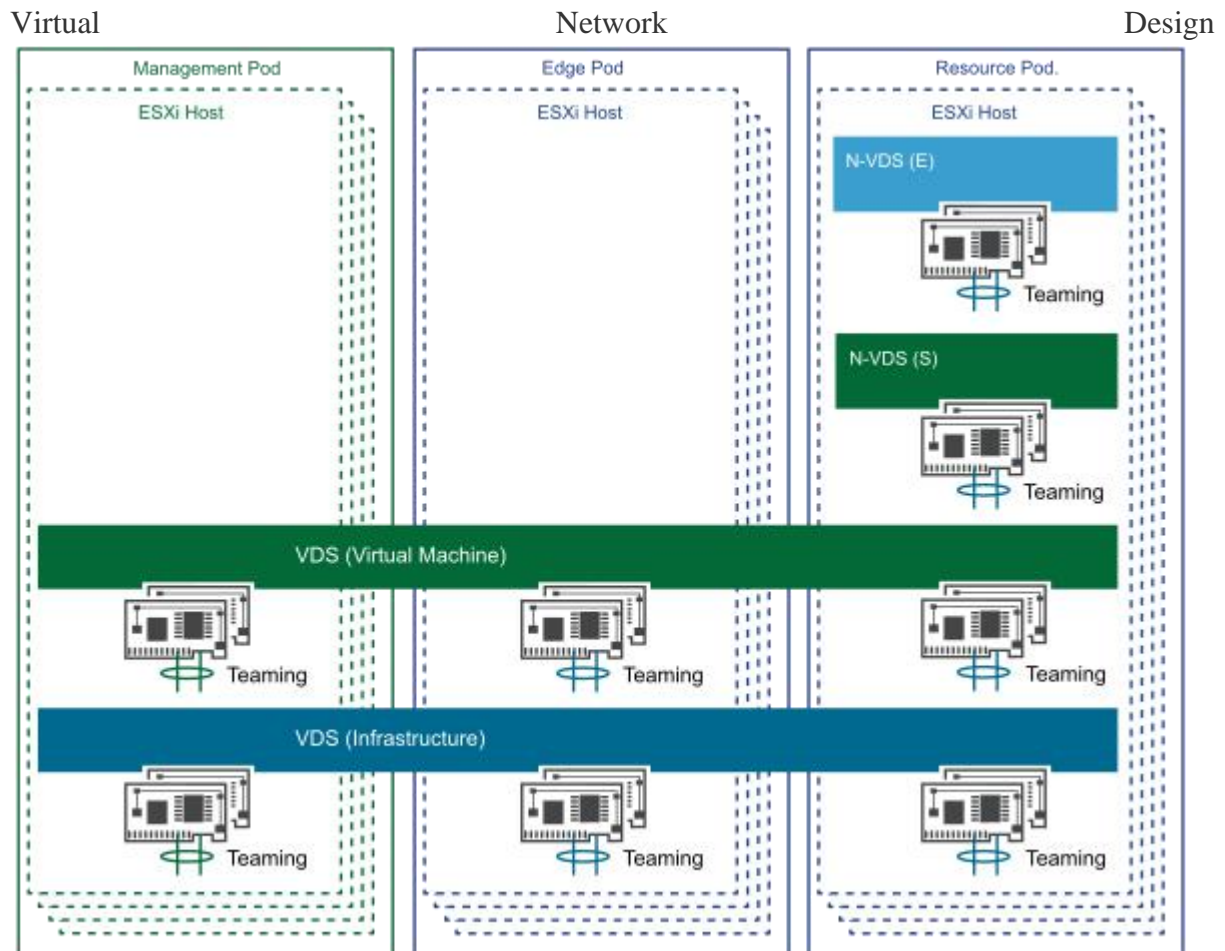 Virtual Network Design
Management Pod
ESXi Host
Edge Pod
ESXi Host
Resource Pod.
ESXi Host
N-VDS (E)
Teaming
N-VDS (S)
Teaming
VDS (Virtual Machine)
Teaming
Teaming
Teaming
VDS (Infrastructure)
Teaming
Teaming
Teaming